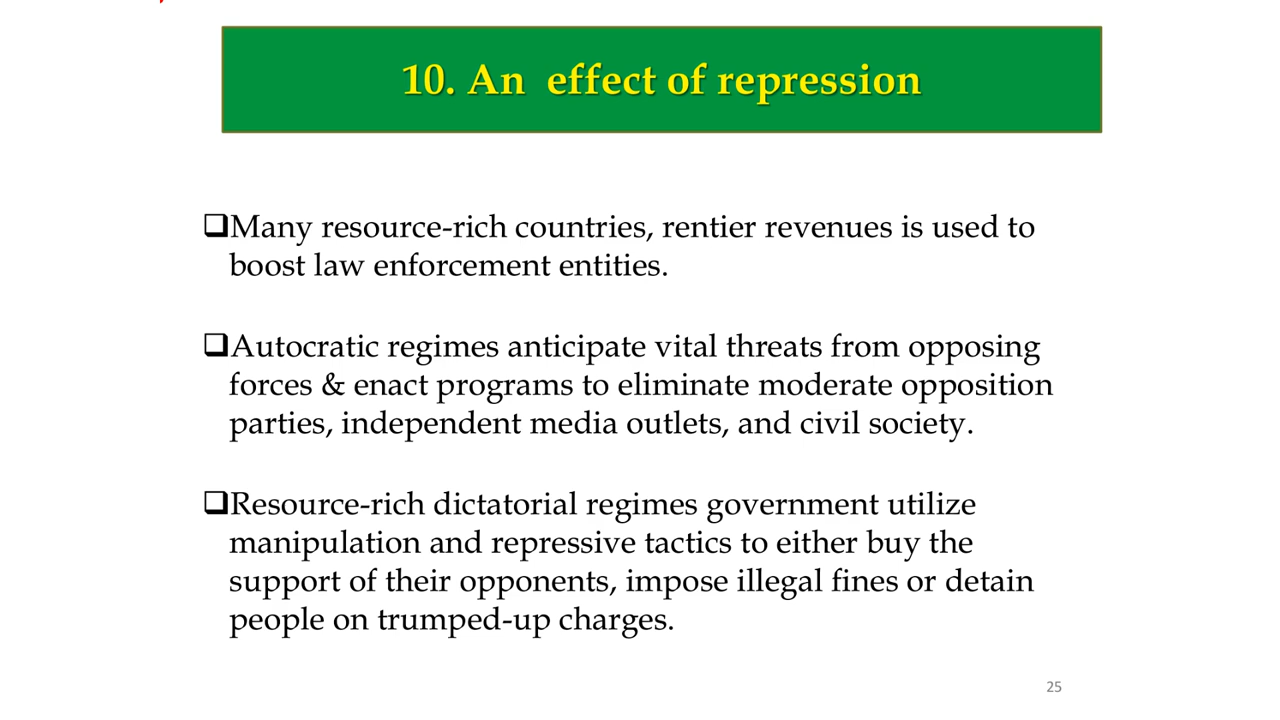 10. An effect of repression
❑Many resource-rich countries, rentier revenues is used to
boost law enforcement entities.
❑Autocratic regimes anticipate vital threats from opposing
forces & enact programs to eliminate moderate opposition
parties, independent media outlets, and civil society.
❑Resource-rich dictatorial regimes government utilize
manipulation and repressive tactics to either buy the
support of their opponents, impose illegal fines or detain
people on trumped-up charges.
25